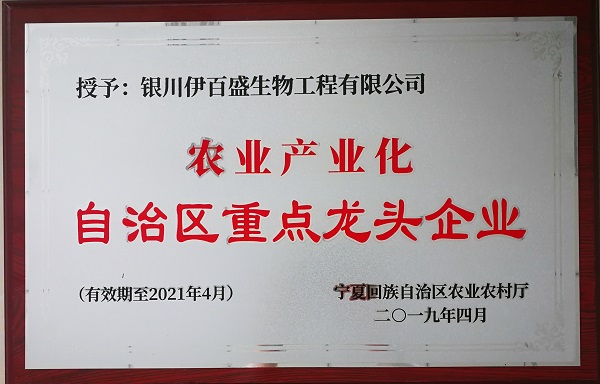 授予：银川伊百盛生物工程有限公司
农业产业化
自治区重点龙头企业
（有效期至2021年4月）
宁夏回族自治区农业农村厅
二〇一九年四月